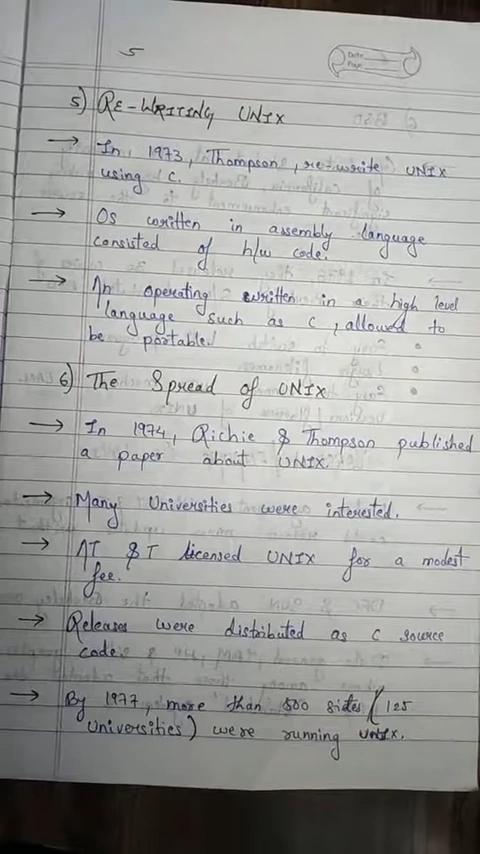 5
Date
Page
5) RE-WRITING UNIX
→ In 1973, Thompson, re-write UNIX
using C.
→ OS written in assembly language
consisted of h/w code.
→ An operating written in a high level
language such as C, allowed to
be portable.
6) The Spread of UNIX
→ In 1974, Richie & Thompson published
a paper about UNIX.
→ Many Universities were interested.
→ AT &T licensed UNIX for a modest
fee.
→ Releases were distributed as C source
code.
→ By 1977, more than 500 sites (125
Universities) were running UNIX.